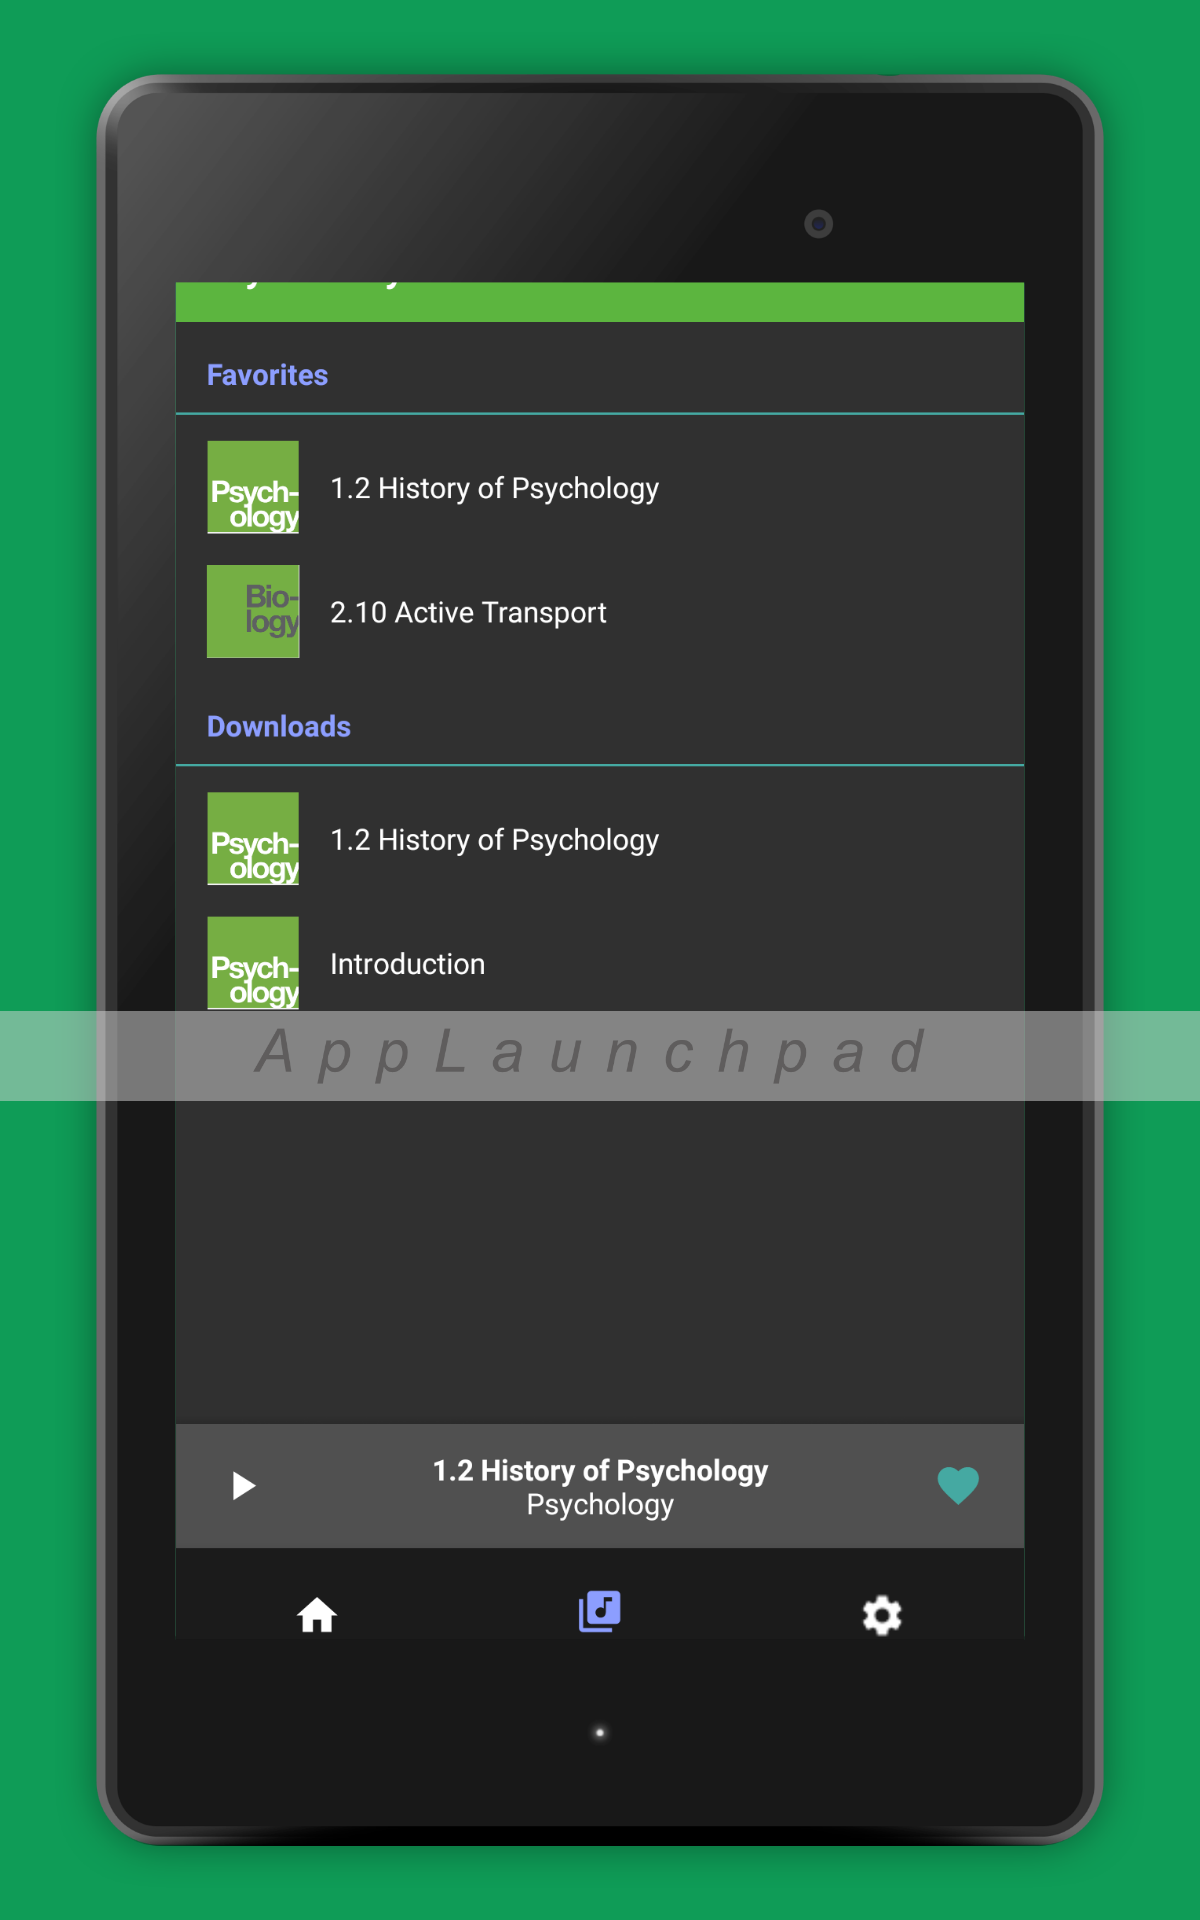 Favorites
Psych-
ology
1.2 History of Psychology
Bio-
logy
2.10 Active Transport
Downloads
Psych-
ology
1.2 History of Psychology
Psych-
ology
Introduction
AppLaunchpad
1.2 History of Psychology
Psychology